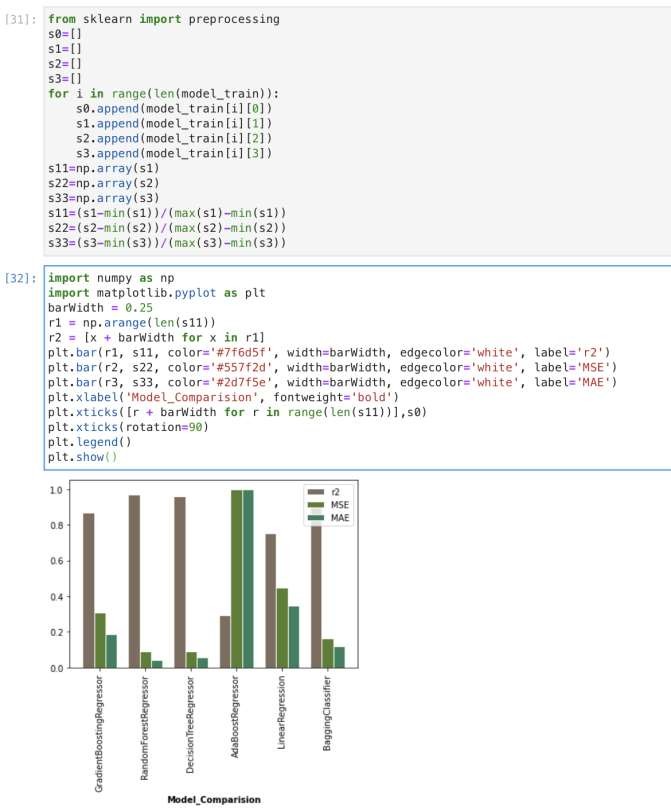 [31]: from sklearn import preprocessing
s0=[]
s1=[]
s2=[]
s3=[]
for i in range(len(model_train)):
    s0.append(model_train[i][0])
    s1.append(model_train[i][1])
    s2.append(model_train[i][2])
    s3.append(model_train[i][3])
s11=np.array(s1)
s22=np.array(s2)
s33=np.array(s3)
s11=(s1-min(s1))/(max(s1)-min(s1))
s22=(s2-min(s2))/(max(s2)-min(s2))
s33=(s3-min(s3))/(max(s3)-min(s3))
[32]: import numpy as np
import matplotlib.pyplot as plt
barWidth = 0.25
r1 = np.arange(len(s11))
r2 = [x + barWidth for x in r1]
plt.bar(r1, s11, color='#7f6d5f', width=barWidth, edgecolor='white', label='r2')
plt.bar(r2, s22, color='#557f2d', width=barWidth, edgecolor='white', label='MSE')
plt.bar(r3, s33, color='#2d7f5e', width=barWidth, edgecolor='white', label='MAE')
plt.xlabel('Model_Comparision', fontweight='bold')
plt.xticks([r + barWidth for r in range(len(s11))],s0)
plt.xticks(rotation=90)
plt.legend()
plt.show()
r2
MSE
MAE
1.0
0.8
0.6
0.4
0.2
0.0
GradientBoostingRegressor
RandomForestRegressor
DecisionTreeRegressor
AdaBoostRegressor
LinearRegression
BaggingClassifier
Model_Comparision